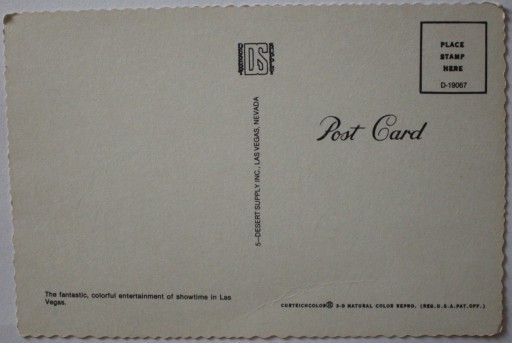 PLACE
STAMP
HERE
D-19067
DS
Post Card
5—DESERT SUPPLY INC., LAS VEGAS, NEVADA
The fantastic, colorful entertainment of showtime in Las
Vegas.
CURTEICHCOLOR® 3-D NATURAL COLOR REPRO. (REG.U.S.A.PAT.OFF.)